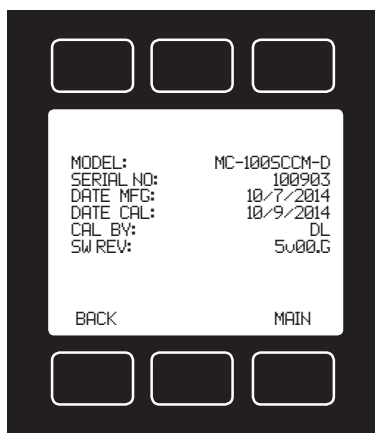 MODEL: MC-100SCCM-D
SERIAL NO: 100903
DATE MFG: 10/7/2014
DATE CAL: 10/9/2014
CAL BY: DL
SW REV: 5v00.G
BACK MAIN